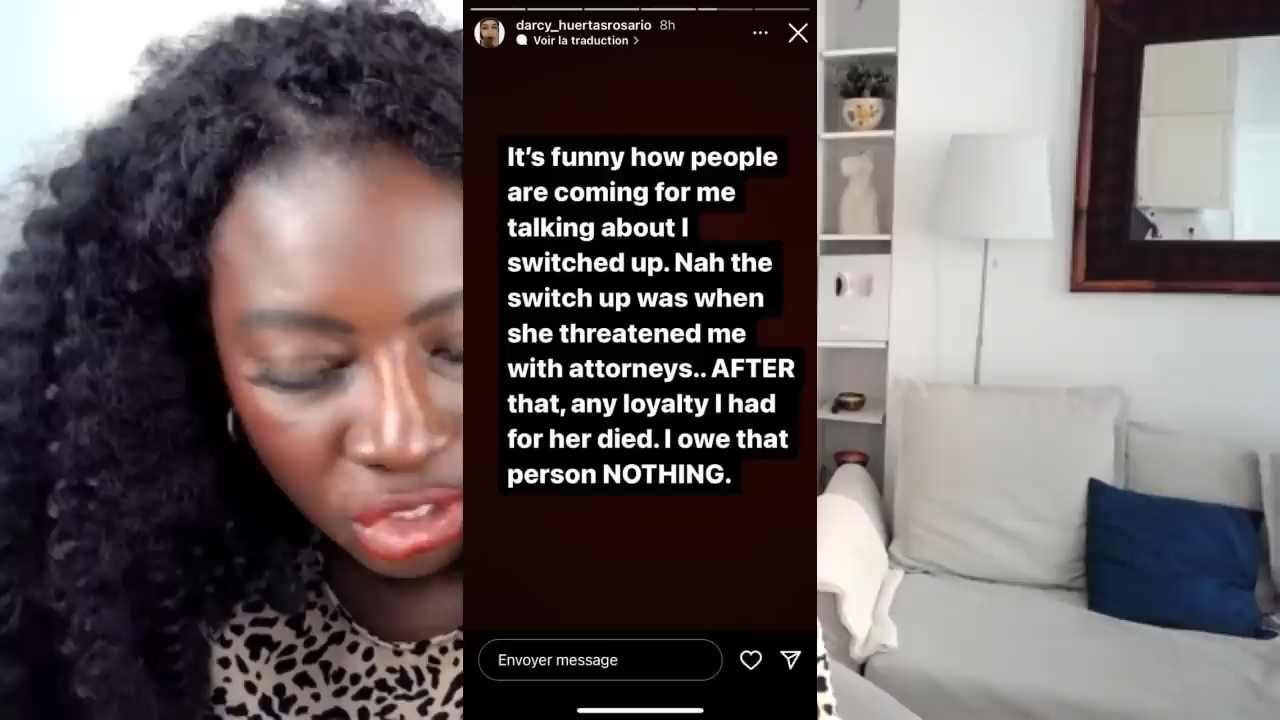 darcy_huertasrosario 8h
Voir la traduction >
It’s funny how people
are coming for me
talking about I
switched up. Nah the
switch up was when
she threatened me
with attorneys.. AFTER
that, any loyalty I had
for her died. I owe that
person NOTHING.
Envoyer message